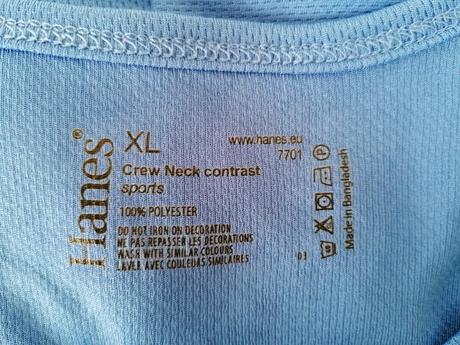 Hanes®
XL
www.hanes.eu
7701
Crew Neck contrast
sports
100% POLYESTER
DO NOT IRON ON DECORATION
NE PAS REPASSER LES DECORATIONS
WASH WITH SIMILAR COLOURS
LAVER AVEC COULEURS SIMILAIRES
03
Made in Bangladesh